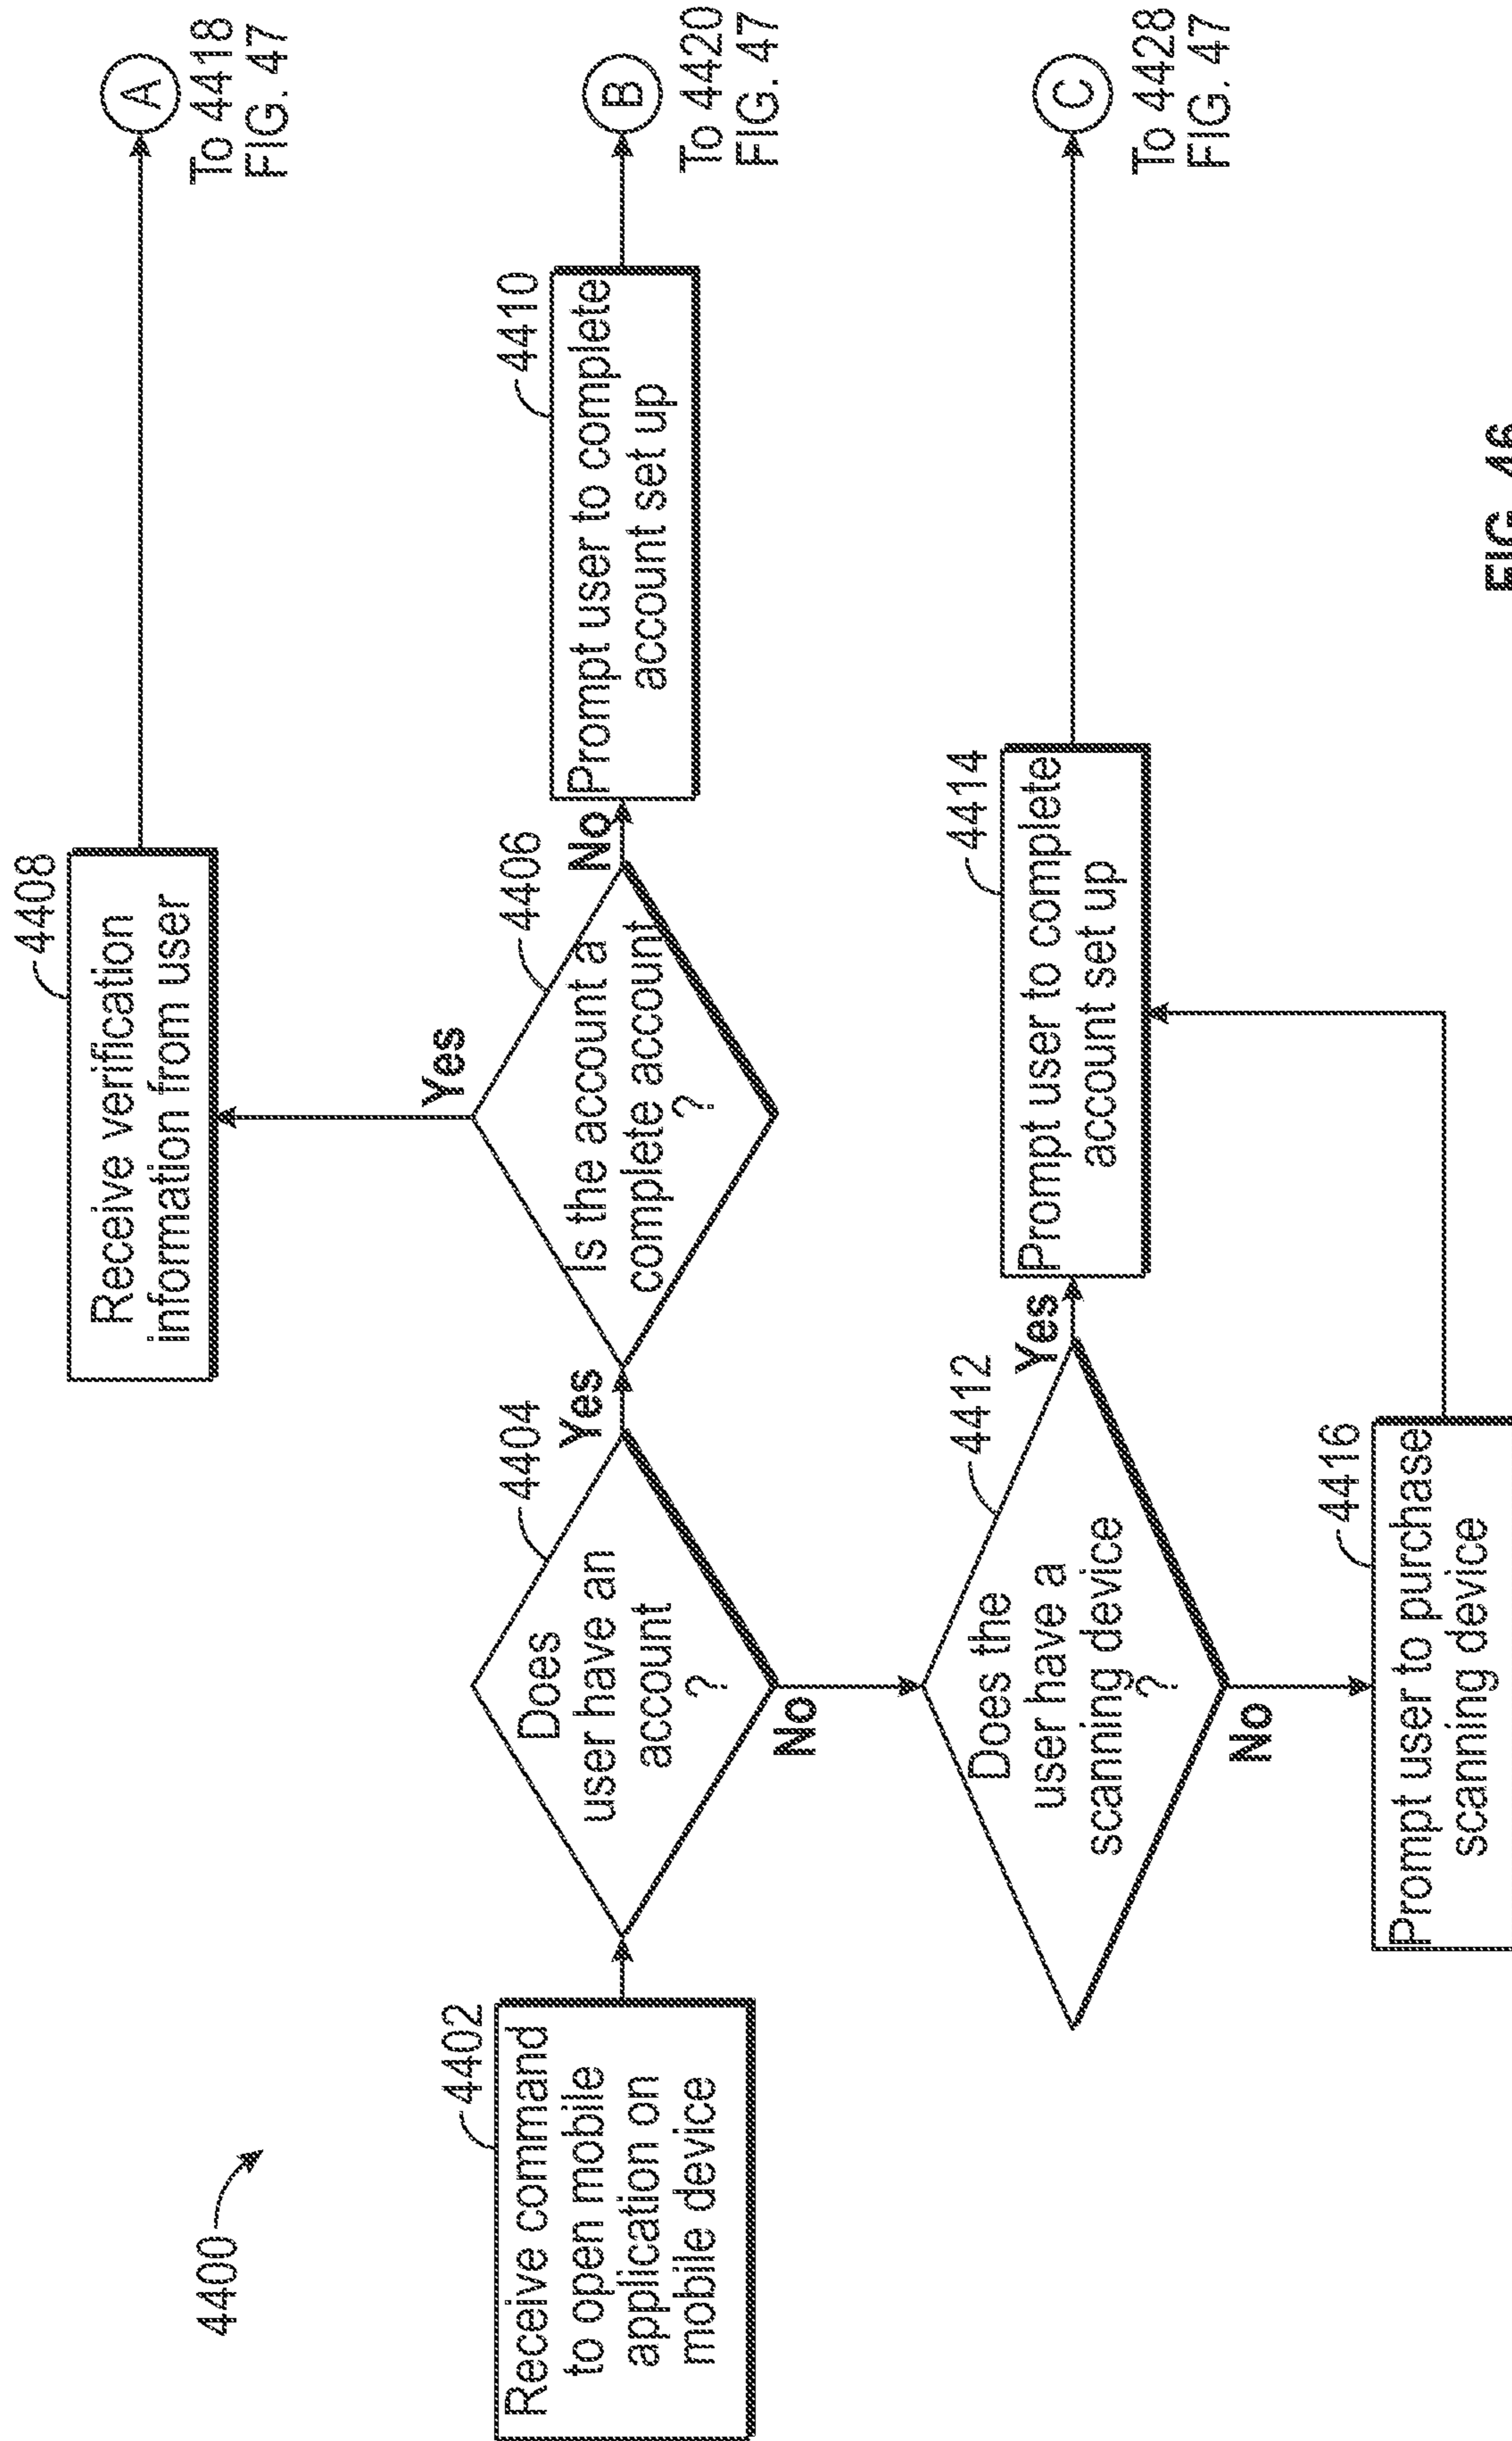 4400
4402
Receive command
to open mobile
application on
mobile device
4404
Does
user have an
account
?
Yes
No
4406
Is the account a
complete account
?
Yes
No
4408
Receive verification
information from user
A
To 4418
FIG. 47
4410
Prompt user to complete
account set up
B
To 4420
FIG. 47
4412
Does the
user have a
scanning device
?
Yes
No
4414
Prompt user to complete
account set up
C
To 4428
FIG. 47
4416
Prompt user to purchase
scanning device
FIG. 46